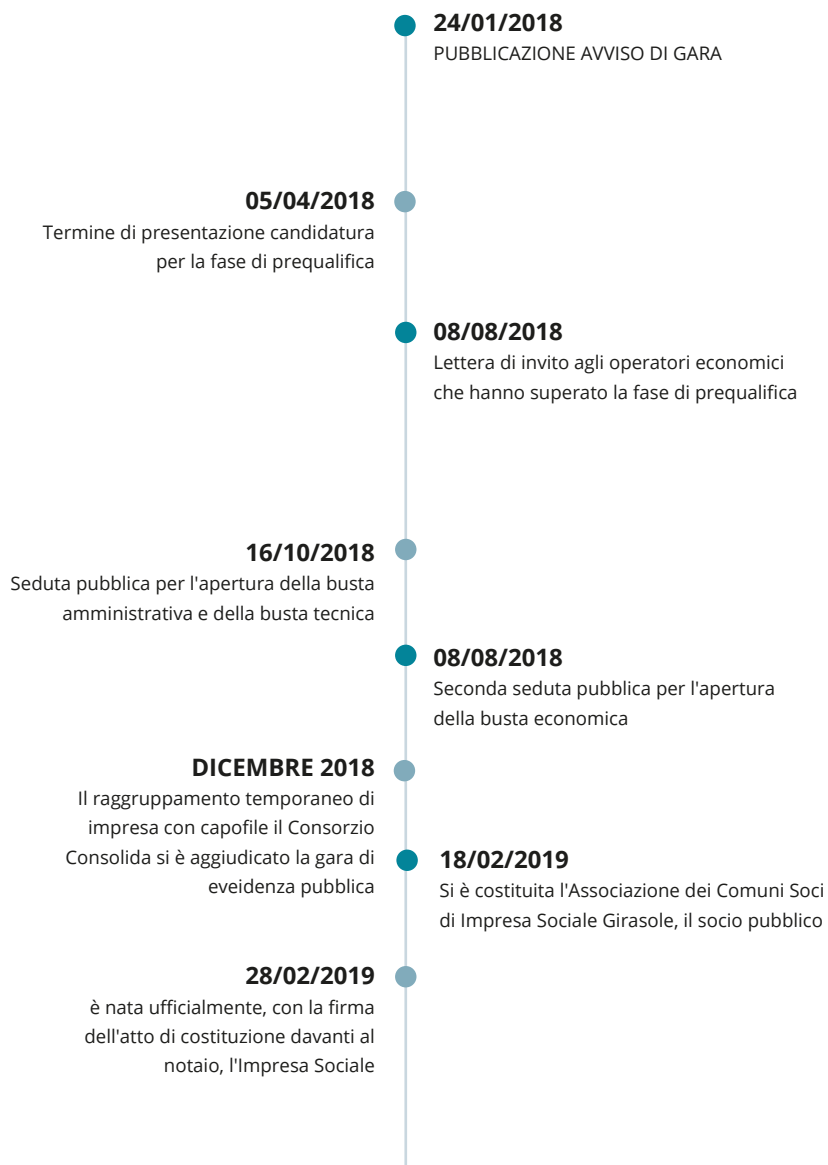 24/01/2018
PUBBLICAZIONE AVVISO DI GARA
05/04/2018
Termine di presentazione candidatura
per la fase di prequalifica
08/08/2018
Lettera di invito agli operatori economici
che hanno superato la fase di prequalifica
16/10/2018
Seduta pubblica per l'apertura della busta
amministrativa e della busta tecnica
08/08/2018
Seconda seduta pubblica per l'apertura
della busta economica
DICEMBRE 2018
Il raggruppamento temporaneo di
impresa con capofile il Consorzio
Consolida si è aggiudicato la gara di
eveidenza pubblica
18/02/2019
Si è costituita l'Associazione dei Comuni Soci
di Impresa Sociale Girasole, il socio pubblico
28/02/2019
è nata ufficialmente, con la firma
dell'atto di costituzione davanti al
notaio, l'Impresa Sociale